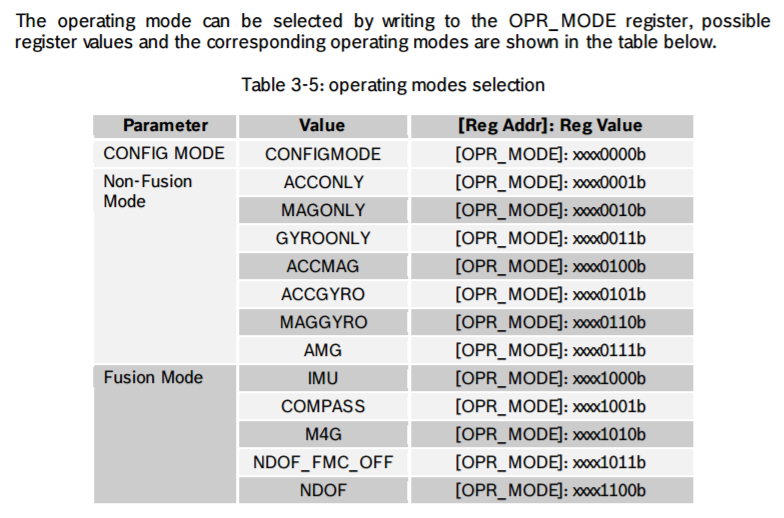 The operating mode can be selected by writing to the OPR_MODE register, possible
register values and the corresponding operating modes are shown in the table below.
Table 3-5: operating modes selection
Parameter Value [Reg Addr]: Reg Value
CONFIG MODE CONFIGMODE [OPR_MODE]: xxxx0000b
Non-Fusion Mode ACCONLY [OPR_MODE]: xxxx0001b
MAGONLY [OPR_MODE]: xxxx0010b
GYROONLY [OPR_MODE]: xxxx0011b
ACCMAG [OPR_MODE]: xxxx0100b
ACCGYRO [OPR_MODE]: xxxx0101b
MAGGYRO [OPR_MODE]: xxxx0110b
AMG [OPR_MODE]: xxxx0111b
Fusion Mode IMU [OPR_MODE]: xxxx1000b
COMPASS [OPR_MODE]: xxxx1001b
M4G [OPR_MODE]: xxxx1010b
NDOF_FMC_OFF [OPR_MODE]: xxxx1011b
NDOF [OPR_MODE]: xxxx1100b